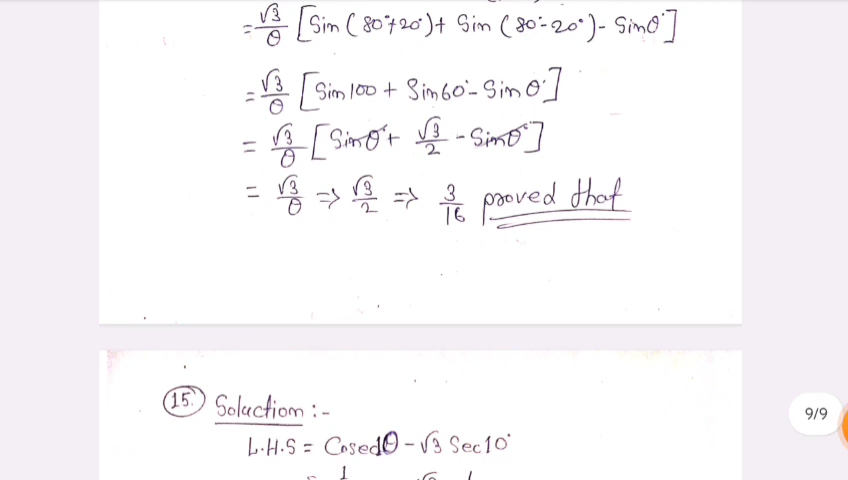 = √3/θ [Sin (80°+20°) + Sin (80°-20°) - Sinθ°]
= √3/θ [Sin100 + Sin60° - Sinθ°]
= √3/θ [Sinθ° + √3/2 - Sinθ°]
= √3/θ ⇒ √3/2 ⇒ 3/16 proved that
15. Soluction :-
9/9
L.H.S = Cosedθ - √3 Sec10°